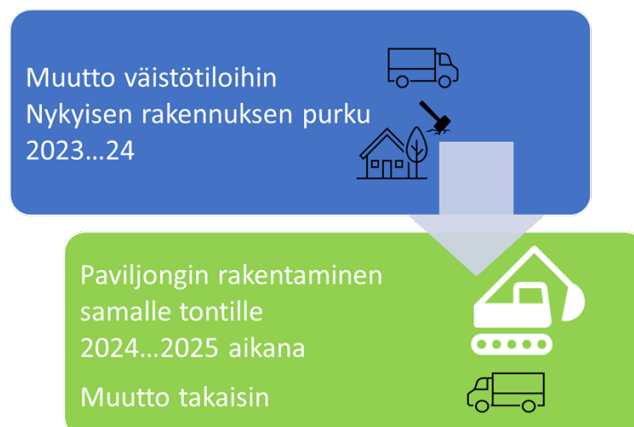 Muutto väistötiloihin
Nykyisen rakennuksen purku
2023...24
Paviljongin rakentaminen
samalle tontille
2024...2025 aikana
Muutto takaisin